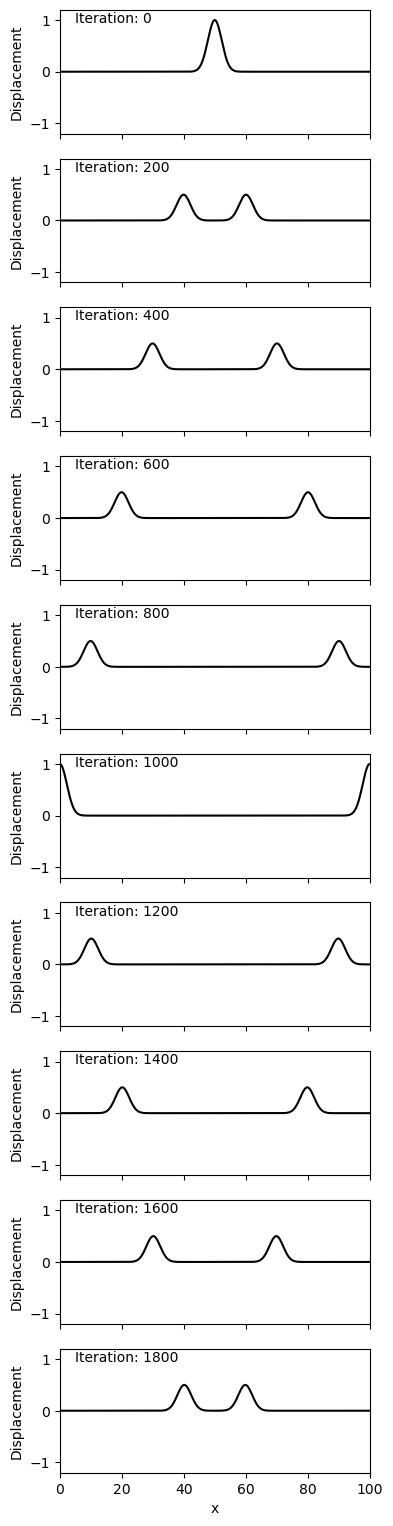 Iteration: 0
1
0
−1
Displacement
Iteration: 200
1
0
−1
Displacement
Iteration: 400
1
0
−1
Displacement
Iteration: 600
1
0
−1
Displacement
Iteration: 800
1
0
−1
Displacement
Iteration: 1000
1
0
−1
Displacement
Iteration: 1200
1
0
−1
Displacement
Iteration: 1400
1
0
−1
Displacement
Iteration: 1600
1
0
−1
Displacement
Iteration: 1800
1
0
−1
Displacement
0 20 40 60 80 100
x